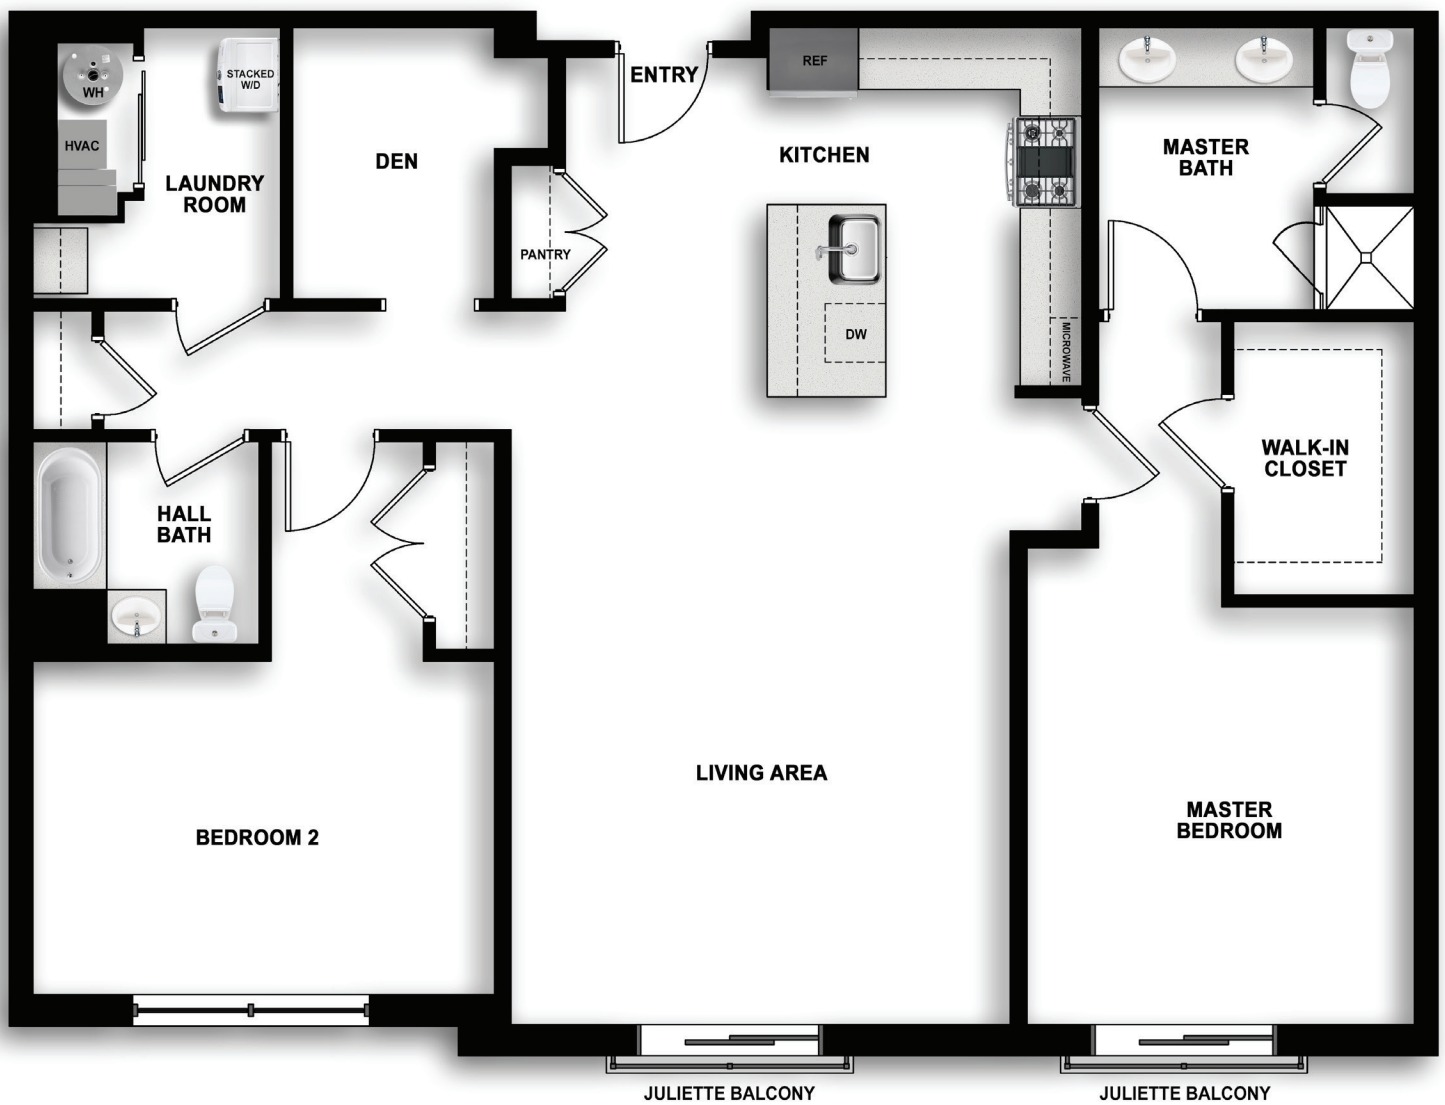 ENTRY
REF
STACKED
W/D
WH
HVAC
LAUNDRY
ROOM
DEN
KITCHEN
MASTER
BATH
PANTRY
DW
MICROWAVE
WALK-IN
CLOSET
HALL
BATH
LIVING AREA
BEDROOM 2
MASTER
BEDROOM
JULIETTE BALCONY
JULIETTE BALCONY